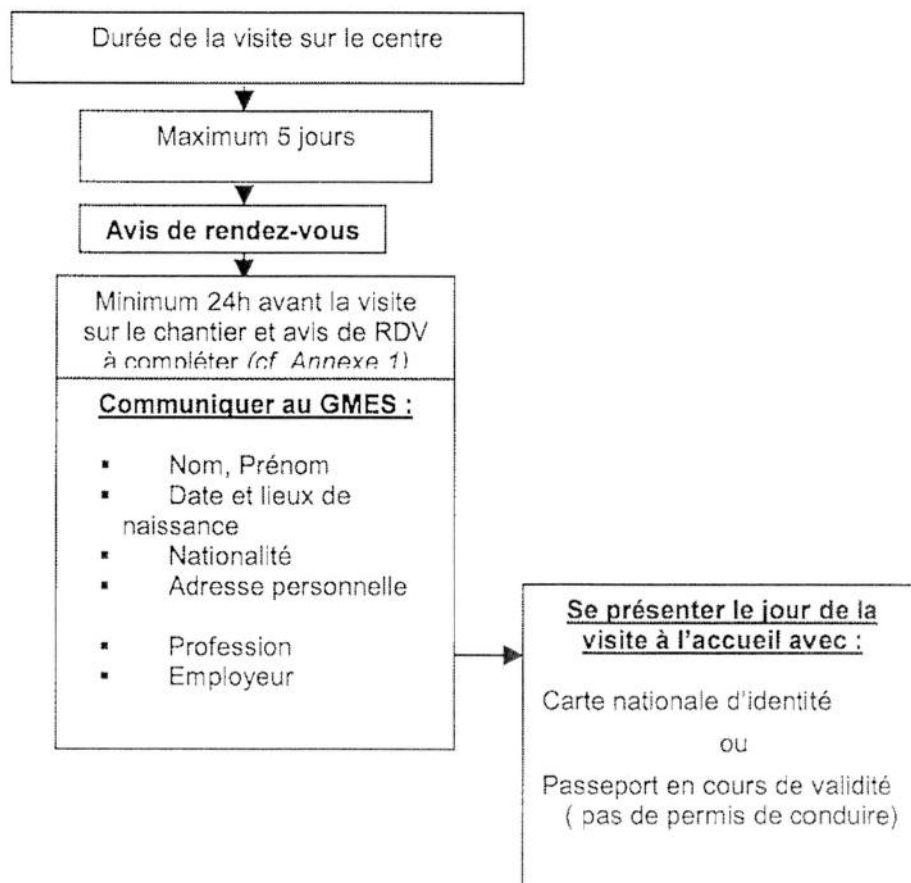 Durée de la visite sur le centre
Maximum 5 jours
Avis de rendez-vous
Minimum 24h avant la visite
sur le chantier et avis de RDV
à compléter (cf. Annexe 1)
Communiquer au GMES :
▪ Nom, Prénom
▪ Date et lieux de
naissance
▪ Nationalité
▪ Adresse personnelle
▪ Profession
▪ Employeur
Se présenter le jour de la
visite à l'accueil avec :
Carte nationale d'identité
ou
Passeport en cours de validité
( pas de permis de conduire)